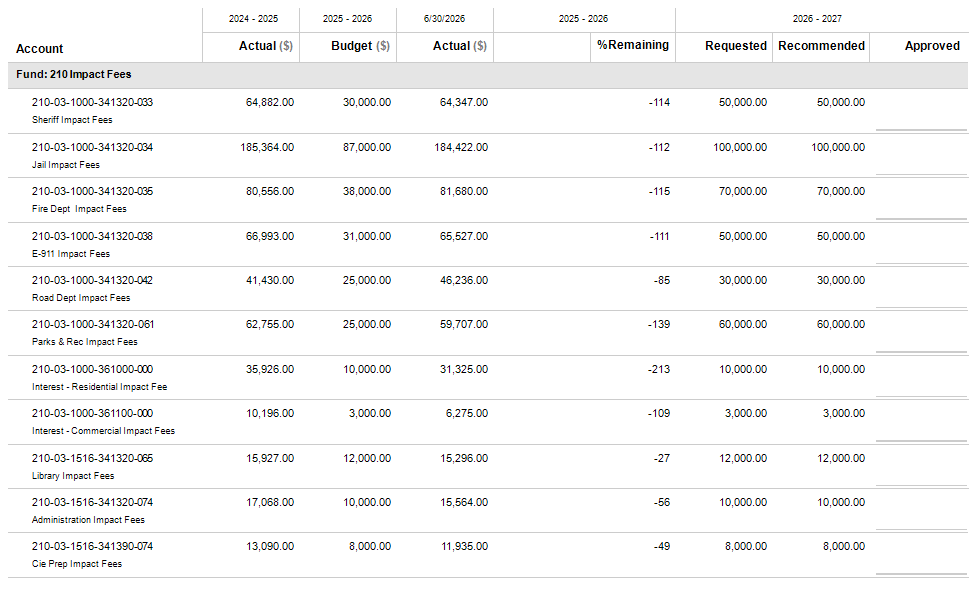 2024 - 2025 2025 - 2026 6/30/2026 2025 - 2026 2026 - 2027
Account Actual ($) Budget ($) Actual ($) %Remaining Requested Recommended Approved
Fund: 210 Impact Fees
210-03-1000-341320-033 64,882.00 30,000.00 64,347.00 -114 50,000.00 50,000.00
Sheriff Impact Fees
210-03-1000-341320-034 185,364.00 87,000.00 184,422.00 -112 100,000.00 100,000.00
Jail Impact Fees
210-03-1000-341320-035 80,556.00 38,000.00 81,680.00 -115 70,000.00 70,000.00
Fire Dept Impact Fees
210-03-1000-341320-038 66,993.00 31,000.00 65,527.00 -111 50,000.00 50,000.00
E-911 Impact Fees
210-03-1000-341320-042 41,430.00 25,000.00 46,236.00 -85 30,000.00 30,000.00
Road Dept Impact Fees
210-03-1000-341320-061 62,755.00 25,000.00 59,707.00 -139 60,000.00 60,000.00
Parks & Rec Impact Fees
210-03-1000-361000-000 35,926.00 10,000.00 31,325.00 -213 10,000.00 10,000.00
Interest - Residential Impact Fee
210-03-1000-361100-000 10,196.00 3,000.00 6,275.00 -109 3,000.00 3,000.00
Interest - Commercial Impact Fees
210-03-1516-341320-065 15,927.00 12,000.00 15,296.00 -27 12,000.00 12,000.00
Library Impact Fees
210-03-1516-341320-074 17,068.00 10,000.00 15,564.00 -56 10,000.00 10,000.00
Administration Impact Fees
210-03-1516-341390-074 13,090.00 8,000.00 11,935.00 -49 8,000.00 8,000.00
Cie Prep Impact Fees